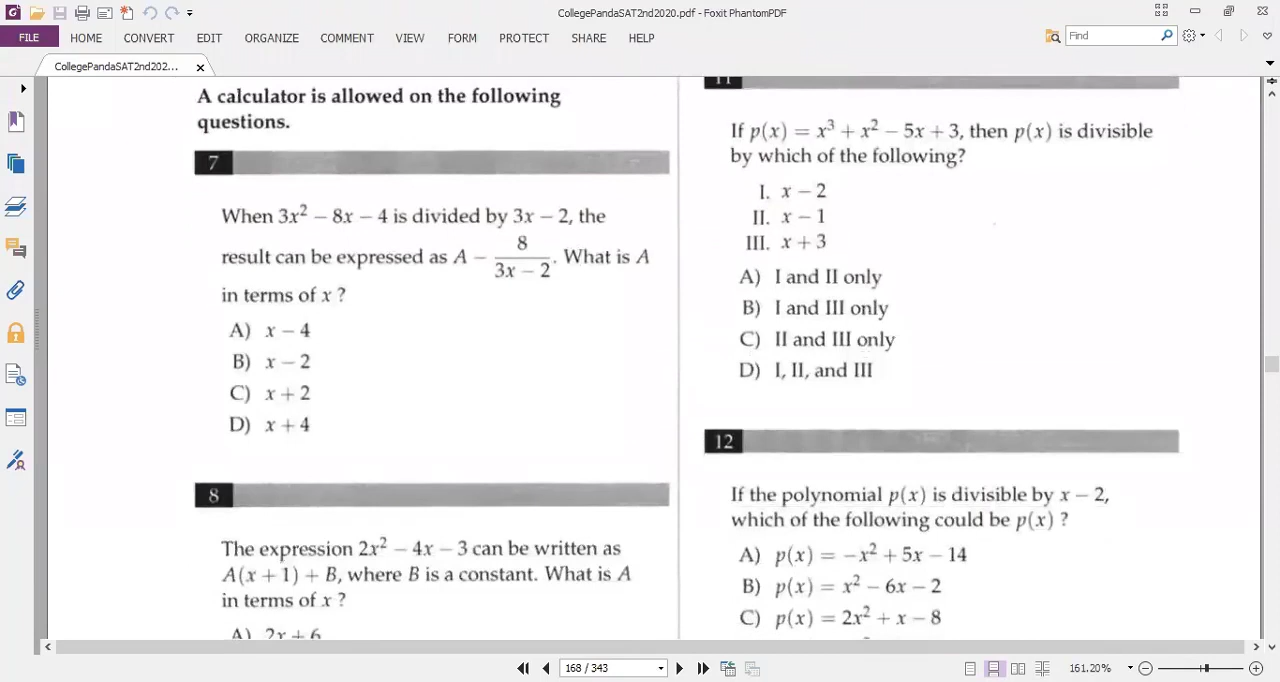 CollegePandaSAT2nd2020.pdf - Foxit PhantomPDF
FILE HOME CONVERT EDIT ORGANIZE COMMENT VIEW FORM PROTECT SHARE HELP
Find
CollegePandaSAT2nd202...
A calculator is allowed on the following
questions.
7
When 3x² − 8x − 4 is divided by 3x − 2, the
result can be expressed as A − 8/(3x − 2). What is A
in terms of x ?
A) x − 4
B) x − 2
C) x + 2
D) x + 4
8
The expression 2x² − 4x − 3 can be written as
A(x + 1) + B, where B is a constant. What is A
in terms of x ?
A) 2x + 6
11
If p(x) = x³ + x² − 5x + 3, then p(x) is divisible
by which of the following?
I. x − 2
II. x − 1
III. x + 3
A) I and II only
B) I and III only
C) II and III only
D) I, II, and III
12
If the polynomial p(x) is divisible by x − 2,
which of the following could be p(x) ?
A) p(x) = −x² + 5x − 14
B) p(x) = x² − 6x − 2
C) p(x) = 2x² + x − 8
168 / 343
161.20%